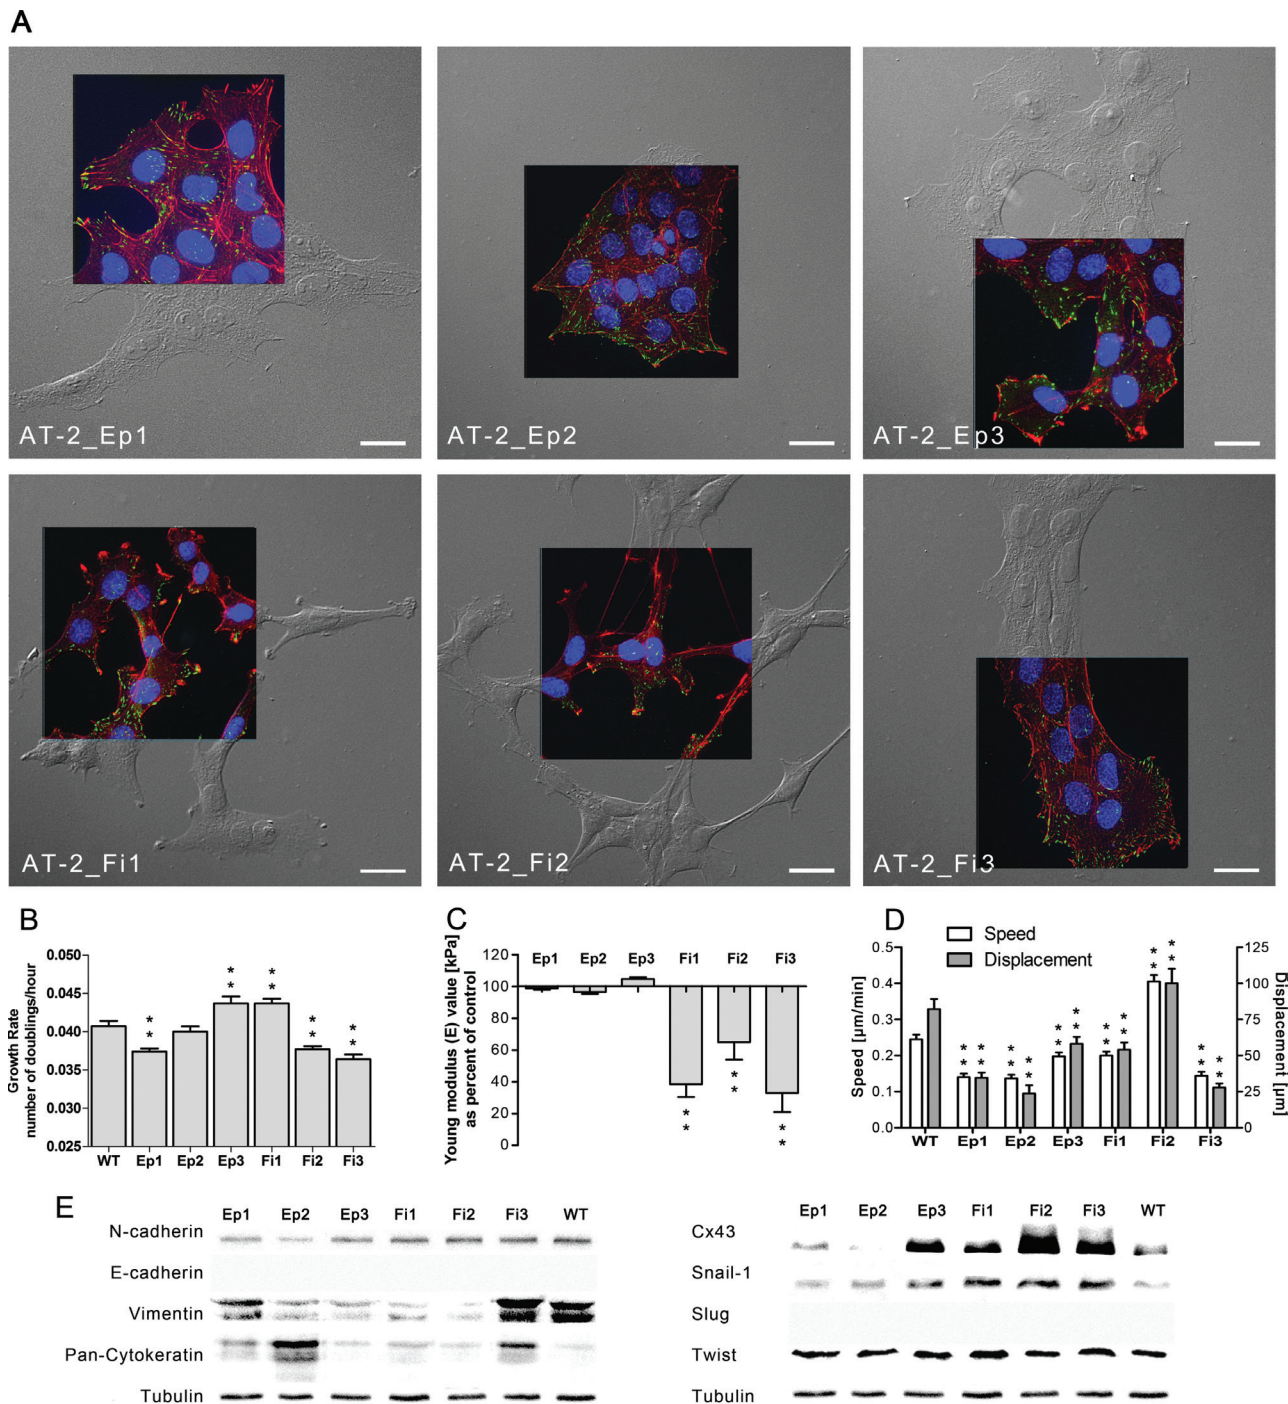 A
AT-2_Ep1
AT-2_Ep2
AT-2_Ep3
AT-2_Fi1
AT-2_Fi2
AT-2_Fi3
B
Growth Rate
number of doublings/hour
0.050
0.045
0.040
0.035
0.030
0.025
* *
* *
* *
* *
* *
WT Ep1 Ep2 Ep3 Fi1 Fi2 Fi3
C
Young modulus (E) value [kPa]
as percent of control
Ep1 Ep2 Ep3 Fi1 Fi2 Fi3
120
100
80
60
40
20
0
* *
* *
* *
D
Speed
Displacement
Speed [µm/min]
0.5
0.4
0.3
0.2
0.1
0.0
* * * * * * * * * * * * * * * * * * * * * * * *
Displacement [µm]
125
100
75
50
25
0
WT Ep1 Ep2 Ep3 Fi1 Fi2 Fi3
E
Ep1 Ep2 Ep3 Fi1 Fi2 Fi3 WT
N-cadherin
E-cadherin
Vimentin
Pan-Cytokeratin
Tubulin
Ep1 Ep2 Ep3 Fi1 Fi2 Fi3 WT
Cx43
Snail-1
Slug
Twist
Tubulin